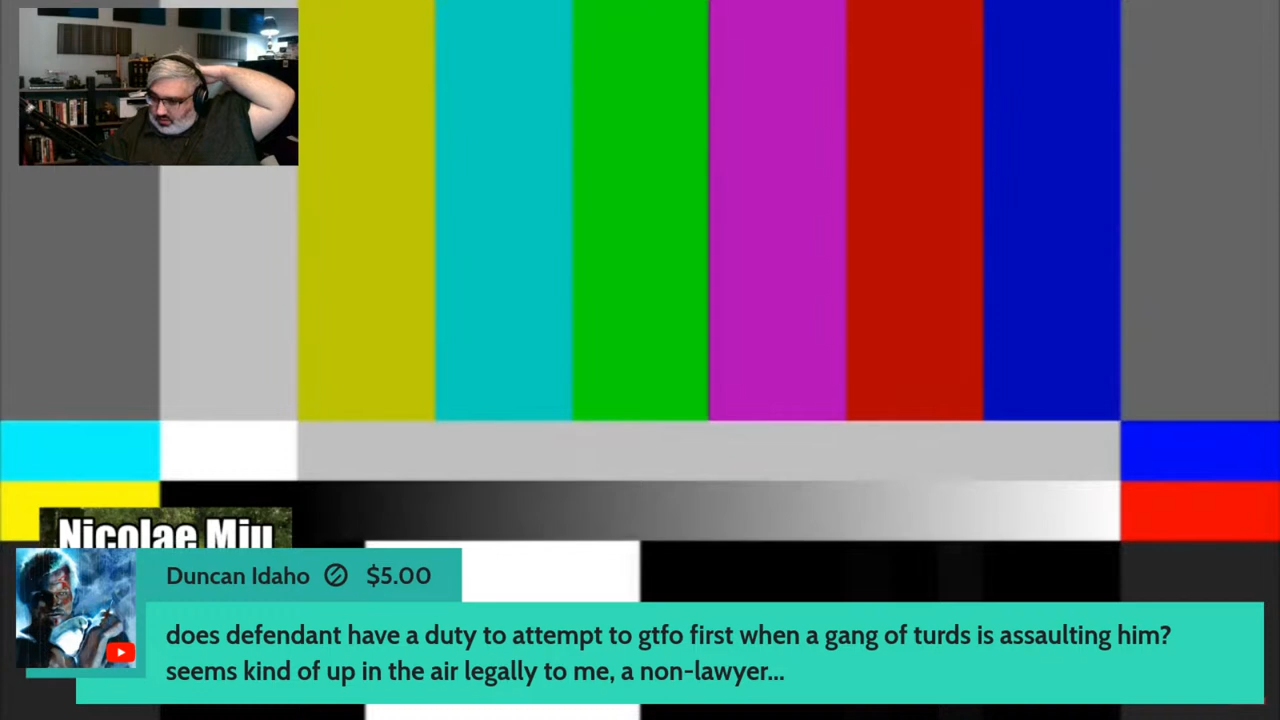 Nicolae Miu
Duncan Idaho $5.00
does defendant have a duty to attempt to gtfo first when a gang of turds is assaulting him?
seems kind of up in the air legally to me, a non-lawyer...